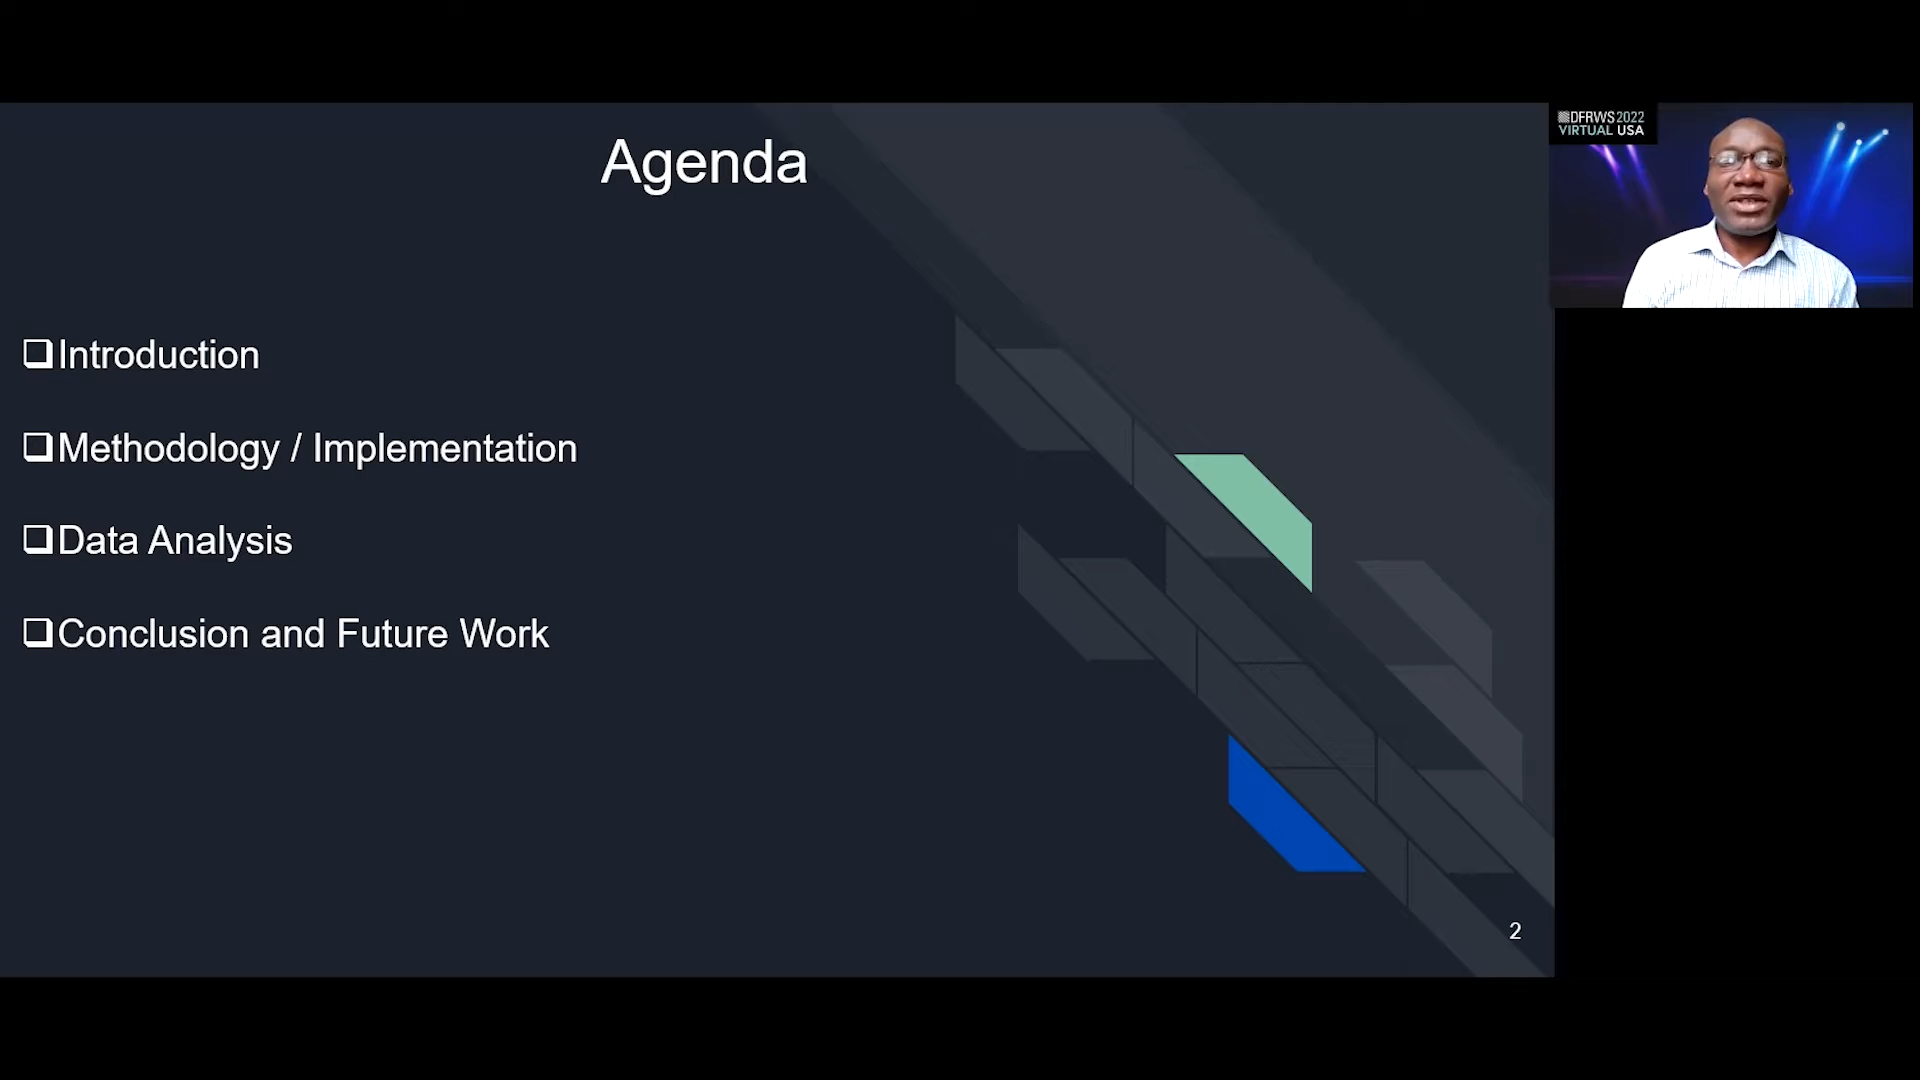 Agenda
Introduction
Methodology / Implementation
Data Analysis
Conclusion and Future Work
2
DFRWS 2022
VIRTUAL USA